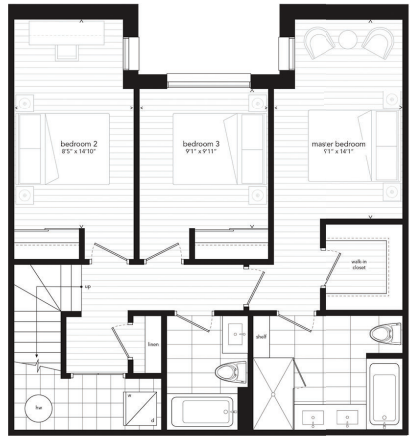 bedroom 2
8'5" x 14'10"
bedroom 3
9'1" x 9'11"
master bedroom
9'1" x 14'1"
walk-in
closet
up
linen
shelf
hw
w
d